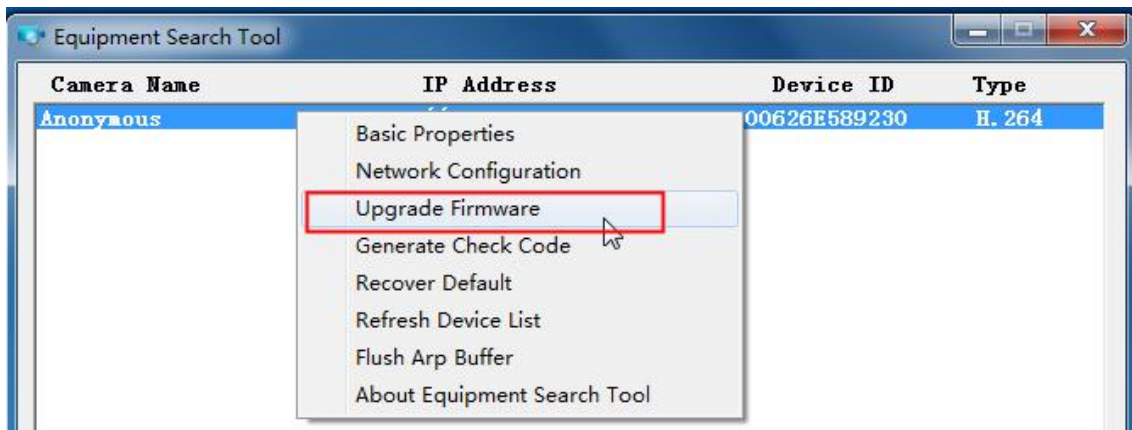 Equipment Search Tool
Camera Name IP Address Device ID Type
Anonymous 00626E589230 H.264
Basic Properties
Network Configuration
Upgrade Firmware
Generate Check Code
Recover Default
Refresh Device List
Flush Arp Buffer
About Equipment Search Tool